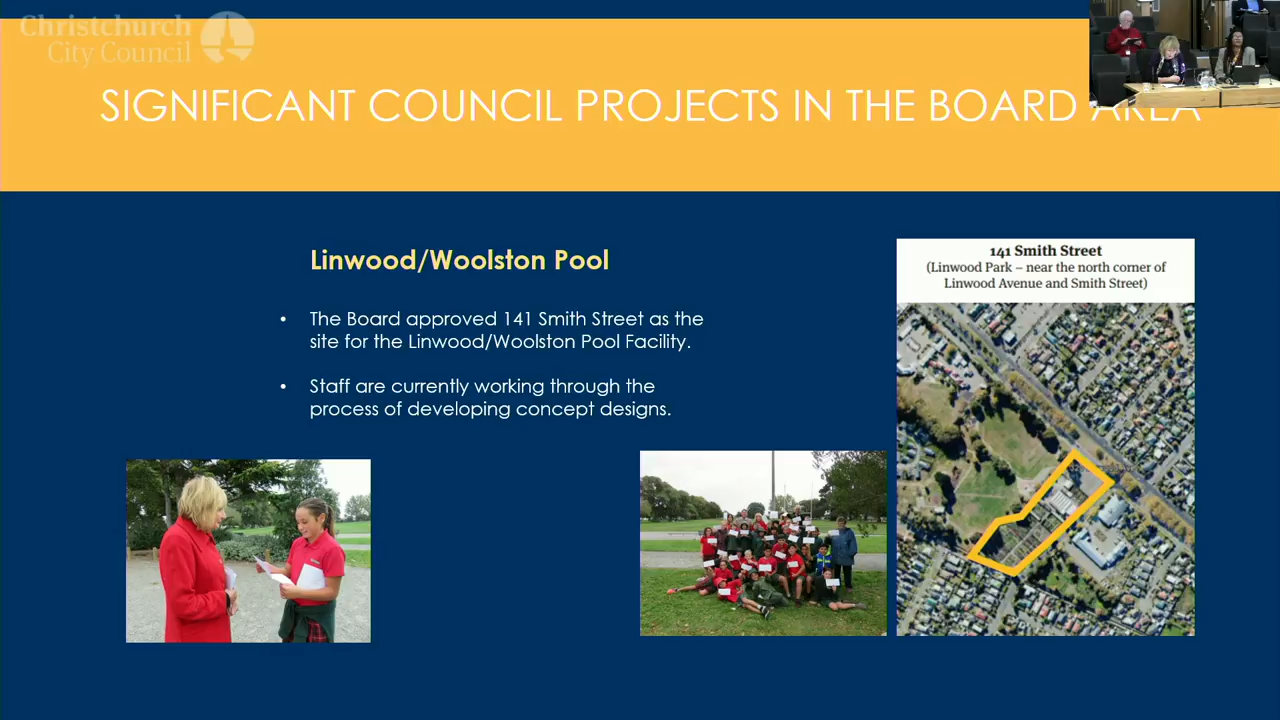 Christchurch
City Council
SIGNIFICANT COUNCIL PROJECTS IN THE BOARD AREA
Linwood/Woolston Pool
• The Board approved 141 Smith Street as the
site for the Linwood/Woolston Pool Facility.
• Staff are currently working through the
process of developing concept designs.
141 Smith Street
(Linwood Park – near the north corner of
Linwood Avenue and Smith Street)